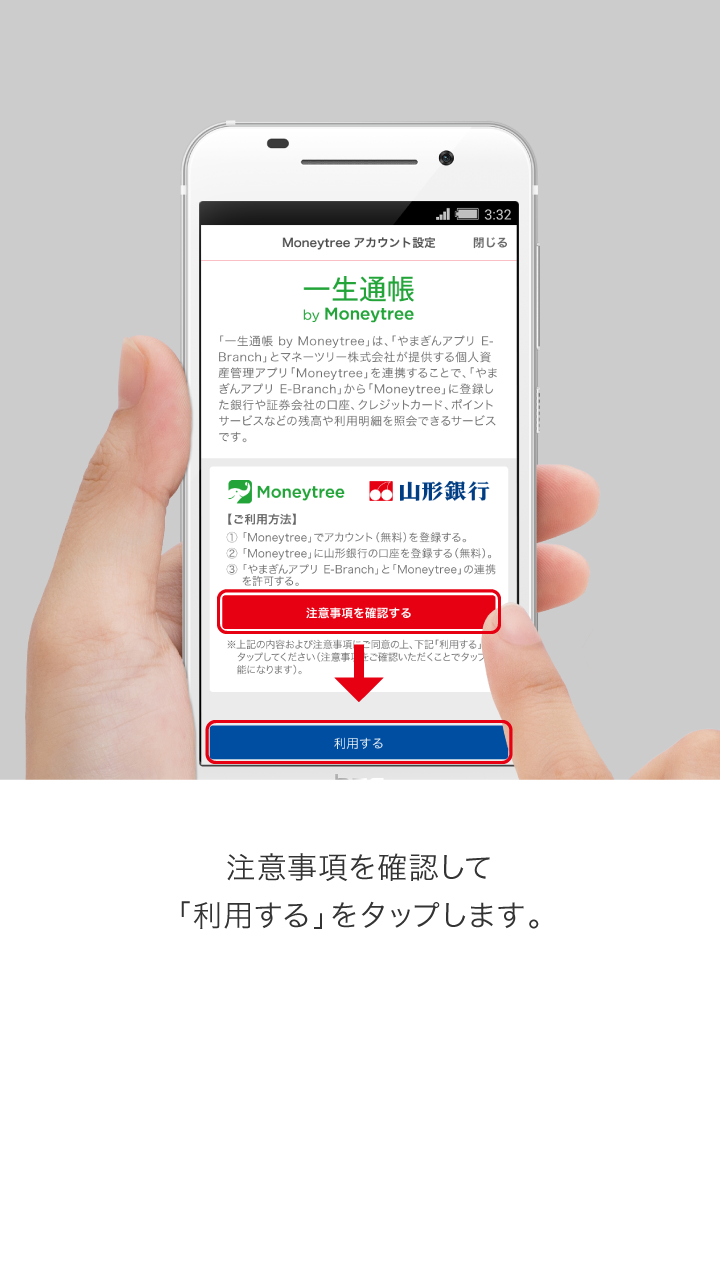 3:32
Moneytree アカウント設定 閉じる
一生通帳
by Moneytree
「一生通帳 by Moneytree」は、「やまぎんアプリ E-
Branch」とマネーツリー株式会社が提供する個人資
産管理アプリ「Moneytree」を連携することで、「やま
ぎんアプリ E-Branch」から「Moneytree」に登録し
た銀行や証券会社の口座、クレジットカード、ポイント
サービスなどの残高や利用明細を照会できるサービス
です。
Moneytree 山形銀行
【ご利用方法】
① 「Moneytree」でアカウント（無料）を登録する。
② 「Moneytree」に山形銀行の口座を登録する（無料）。
③ 「やまぎんアプリ E-Branch」と「Moneytree」の連携
を許可する。
注意事項を確認する
※上記の内容および注意事項にご同意の上、下記「利用する」
タップしてください（注意事項をご確認いただくことでタップ
能になります）。
利用する
注意事項を確認して
「利用する」をタップします。